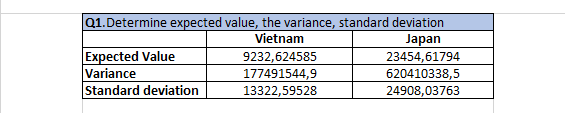 Q1.Determine expected value, the variance, standard deviation
Vietnam Japan
Expected Value 9232,624585 23454,61794
Variance 177491544,9 620410338,5
Standard deviation 13322,59528 24908,03763